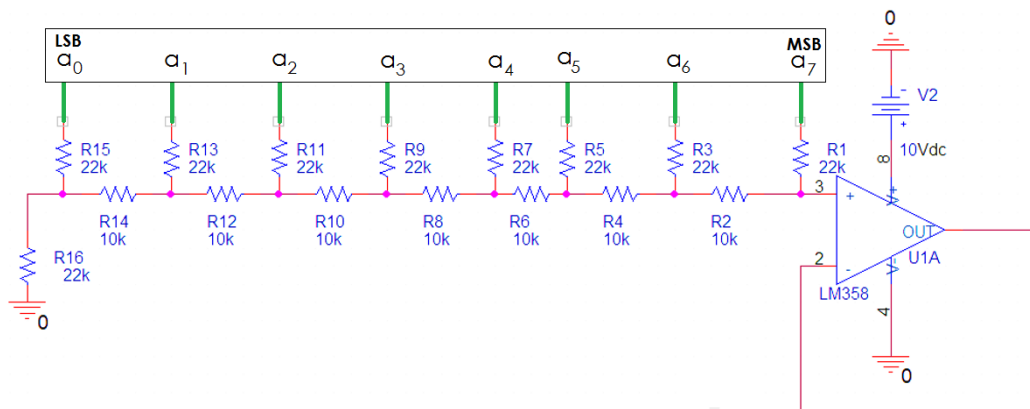 0
LSB MSB
a0 a1 a2 a3 a4 a5 a6 a7
- V2
+
R15 R13 R11 R9 R7 R5 R3 R1 10Vdc
22k 22k 22k 22k 22k 22k 22k 22k 8
3 + V+
R14 R12 R10 R8 R6 R4 R2
10k 10k 10k 10k 10k 10k 10k
OUT
R16
22k
2 - V- U1A
LM358
0
4
0